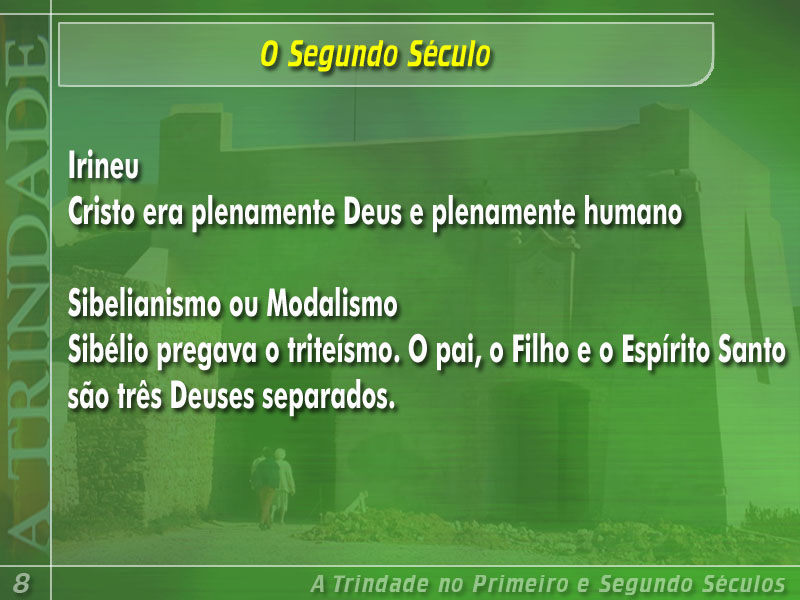 O Segundo Século
A TRINDADE
Irineu
Cristo era plenamente Deus e plenamente humano
Sibelianismo ou Modalismo
Sibélio pregava o triteísmo. O pai, o Filho e o Espírito Santo
são três Deuses separados.
8
A Trindade no Primeiro e Segundo Séculos